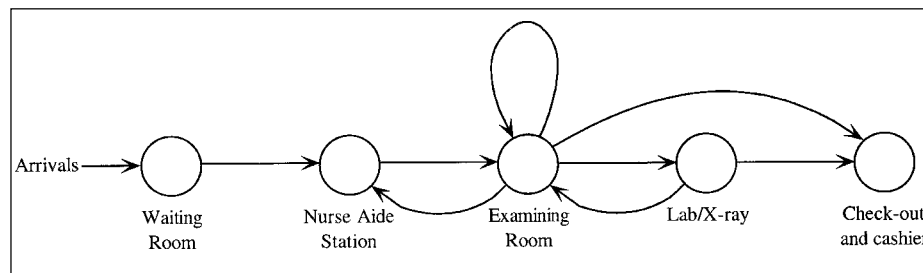 Arrivals
Waiting
Room
Nurse Aide
Station
Examining
Room
Lab/X-ray
Check-out
and cashier